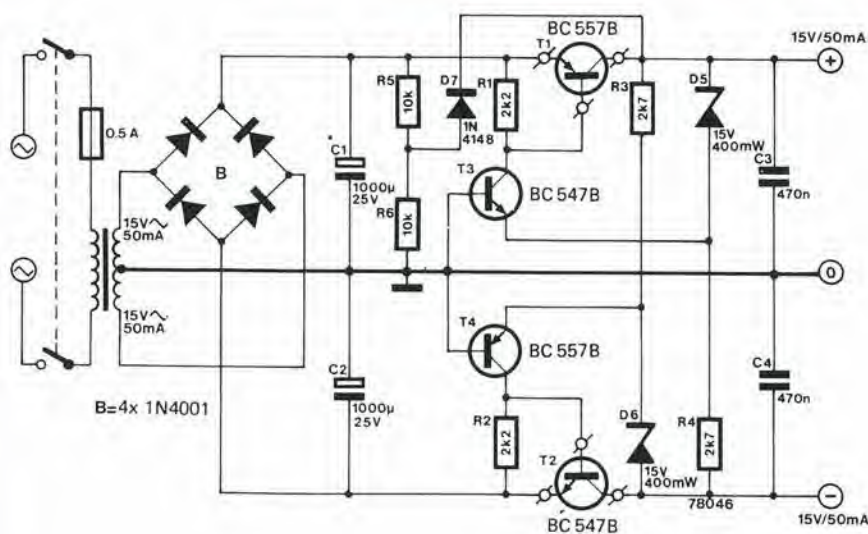 BC 557B
15V/50mA
T1
+
R5
10k
D7
1N
4148
R1
2k2
R3
2k7
D5
15V
400mW
0.5 A
B
C1
1000µ
25V
T3
BC 547B
C3
470n
R6
10k
15V~
50mA
0
15V~
50mA
T4
BC 557B
C2
1000µ
25V
C4
470n
B=4x 1N4001
R2
2k2
D6
15V
400mW
R4
2k7
T2
78046
−
15V/50mA
BC 547B